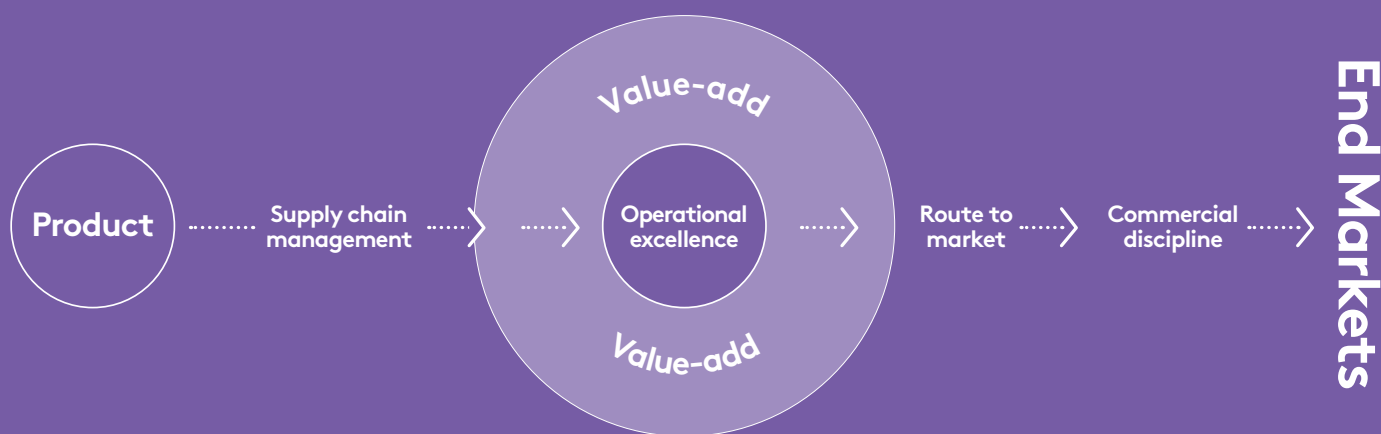 Product
Supply chain
management
Value-add
Operational
excellence
Value-add
Route to
market
Commercial
discipline
End Markets